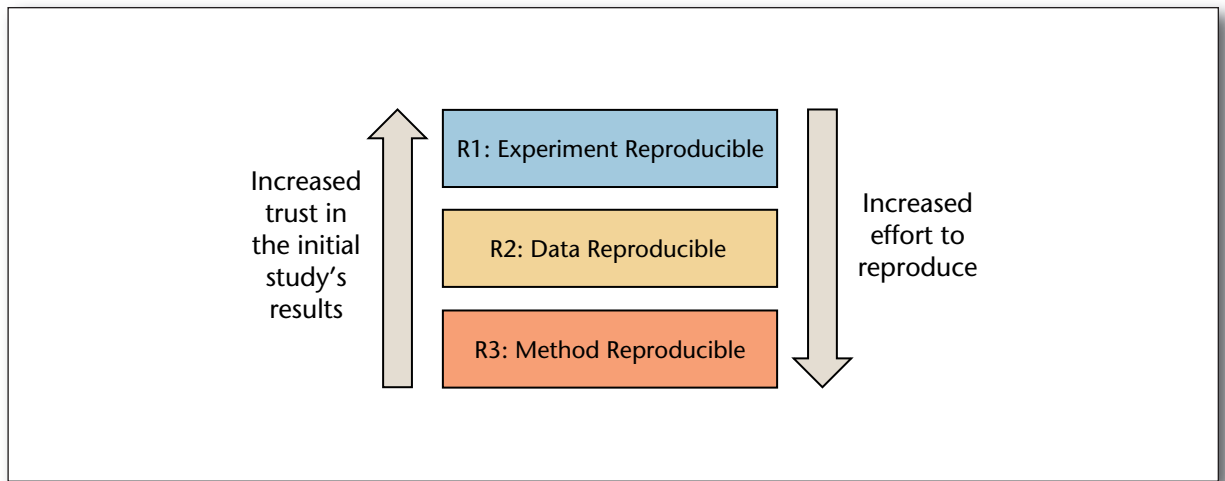 Increased
trust in
the initial
study's
results
R1: Experiment Reproducible
R2: Data Reproducible
R3: Method Reproducible
Increased
effort to
reproduce